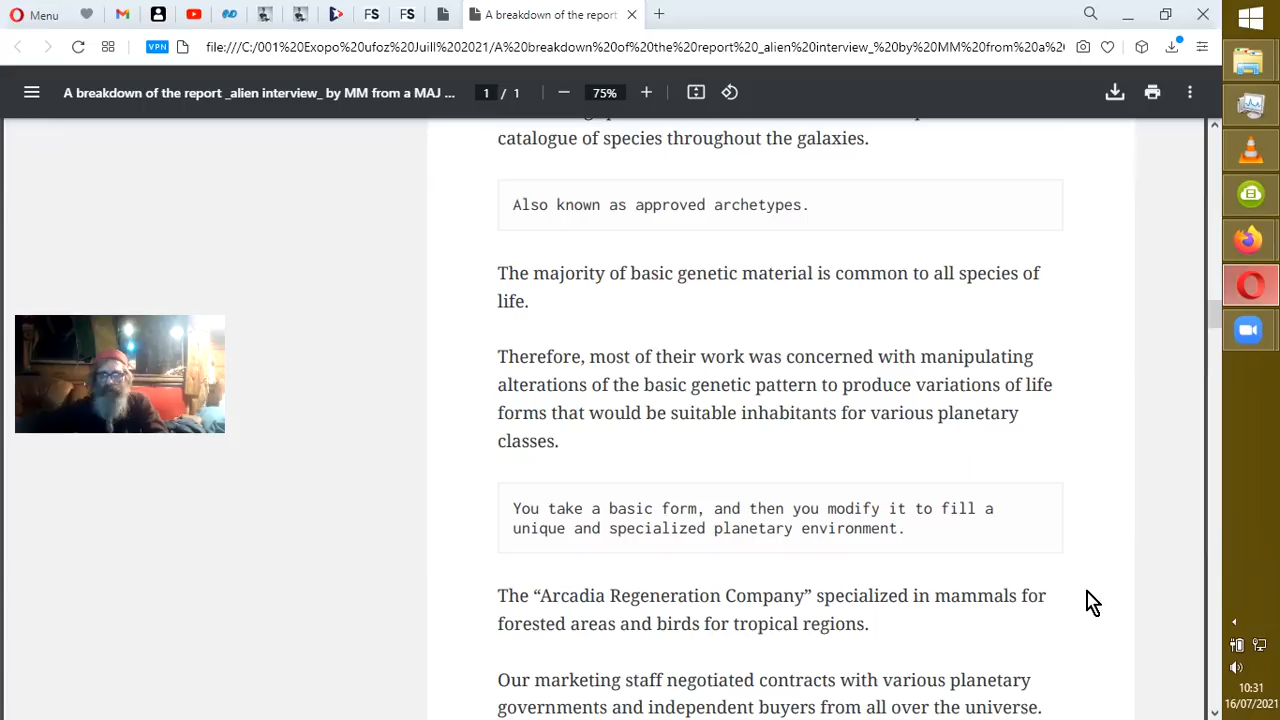 Menu
FS
FS
A breakdown of the report
VPN
file:///C:/001%20Exopo%20ufoz%20Juill%202021/A%20breakdown%20of%20the%20report%20_alien%20interview_%20by%20MM%20from%20a%20
A breakdown of the report _alien interview_ by MM from a MAJ ...
1 / 1
75%
catalogue of species throughout the galaxies.
Also known as approved archetypes.
The majority of basic genetic material is common to all species of
life.
Therefore, most of their work was concerned with manipulating
alterations of the basic genetic pattern to produce variations of life
forms that would be suitable inhabitants for various planetary
classes.
You take a basic form, and then you modify it to fill a
unique and specialized planetary environment.
The “Arcadia Regeneration Company” specialized in mammals for
forested areas and birds for tropical regions.
Our marketing staff negotiated contracts with various planetary
governments and independent buyers from all over the universe.
10:31
16/07/2021